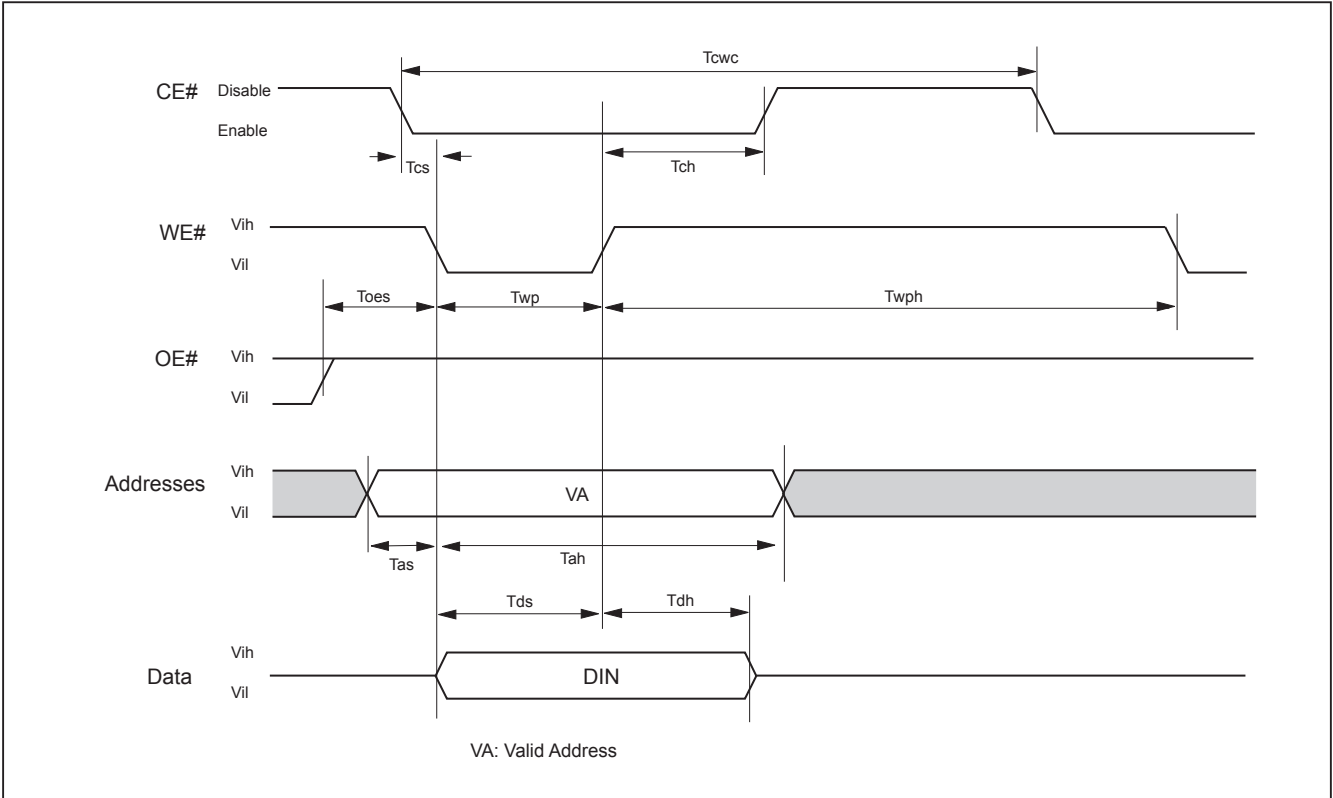 Tcwc
CE# Disable
Enable
Tcs Tch
WE# Vih
Vil
Toes Twp Twph
OE# Vih
Vil
Addresses Vih
VA
Vil
Tas Tah
Tds Tdh
Data Vih
DIN
Vil
VA: Valid Address